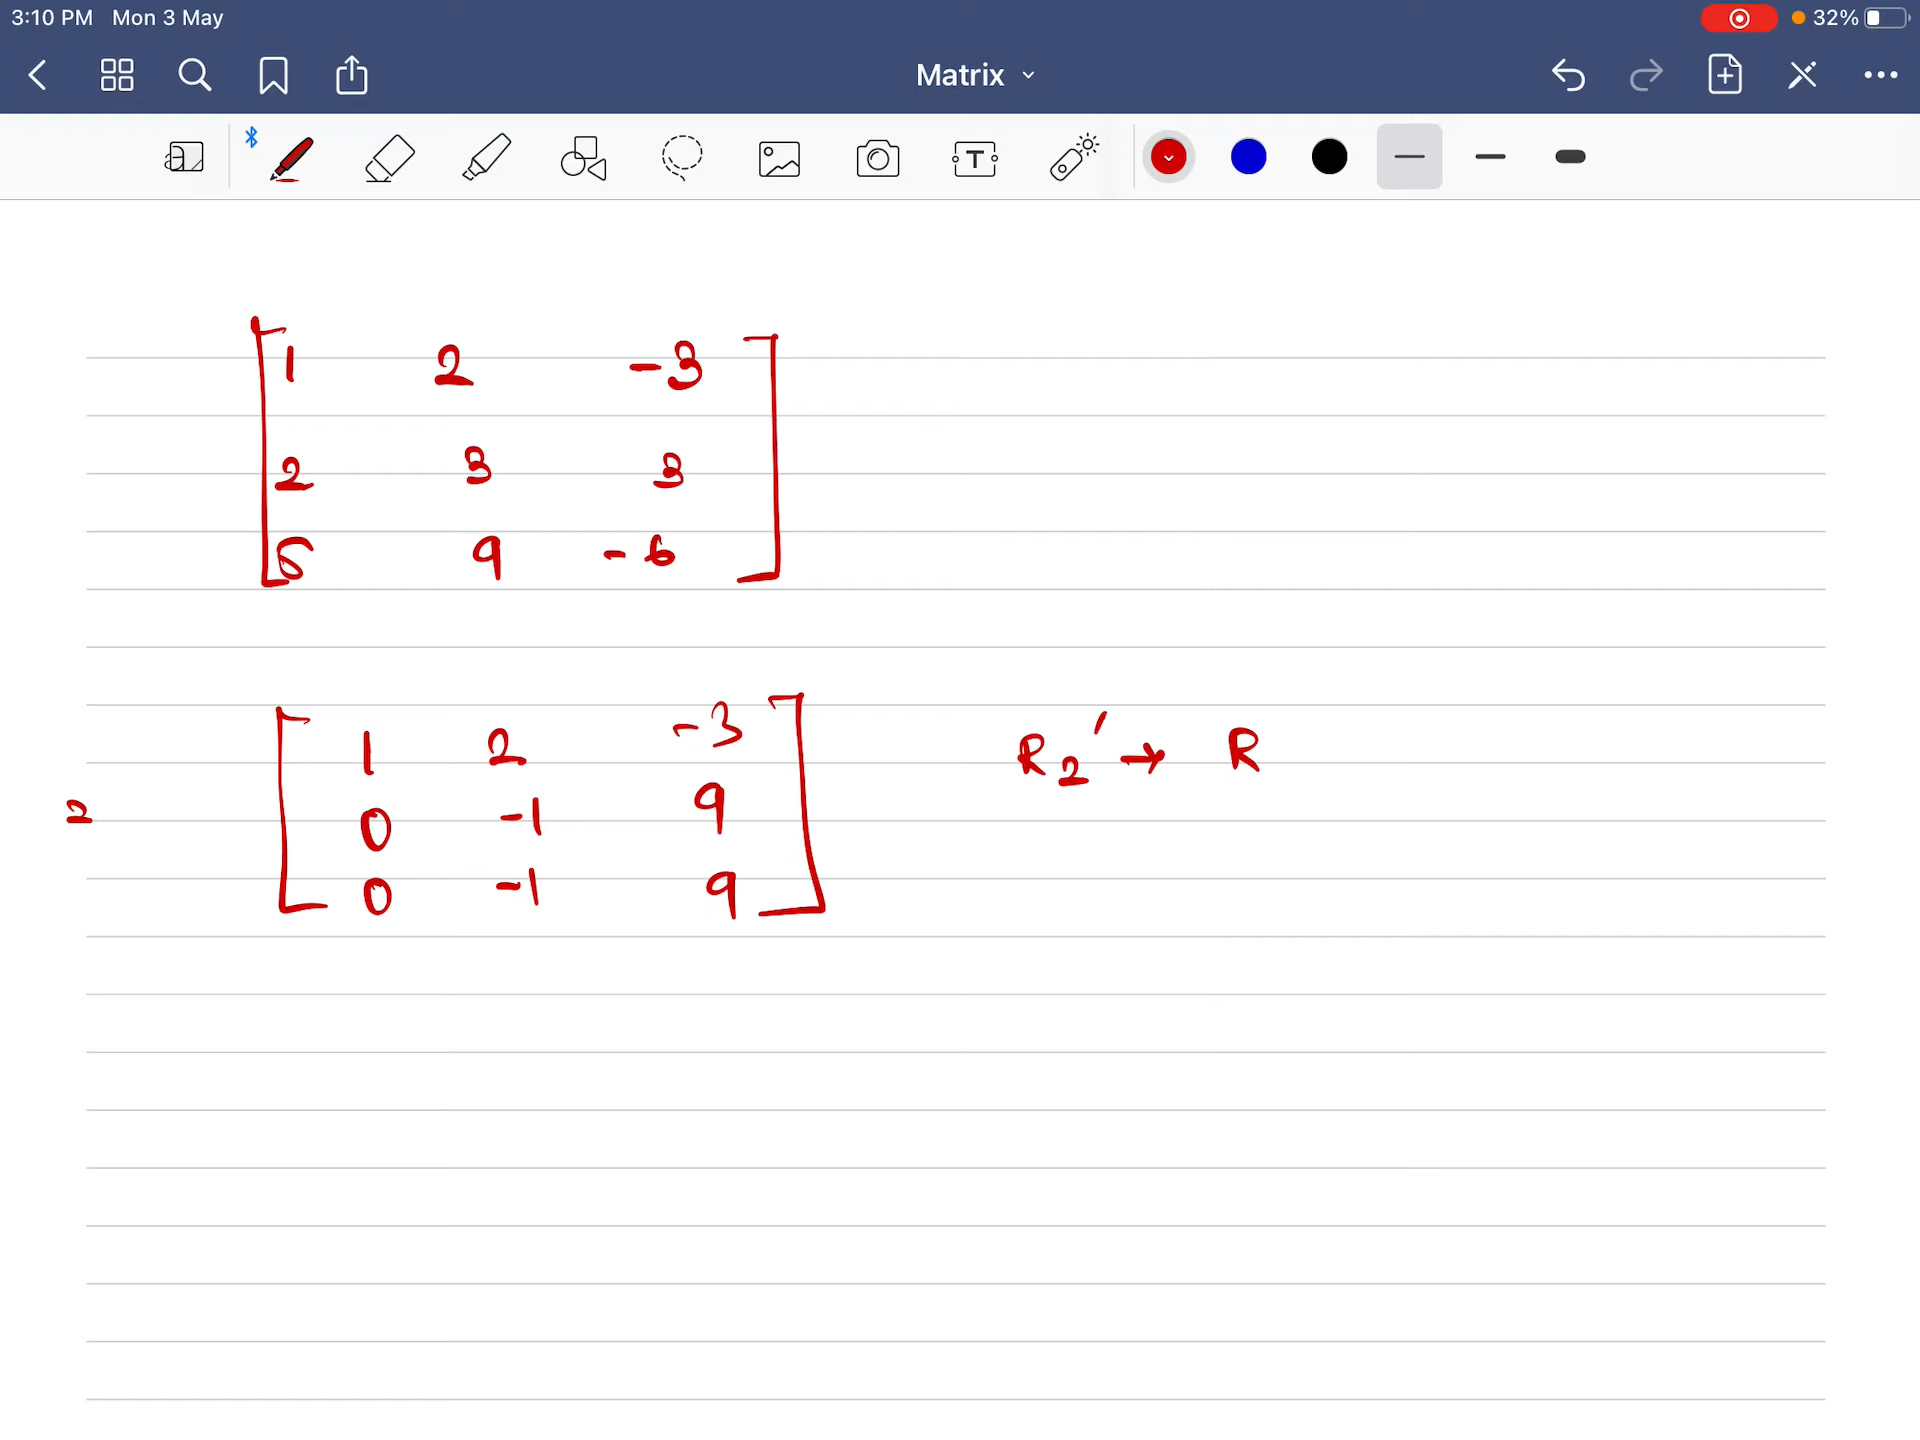 3:10 PM Mon 3 May 32%
Matrix
1 2 -3
2 3 3
5 9 -6
1 2 -3 R2' → R
2 0 -1 9
0 -1 9